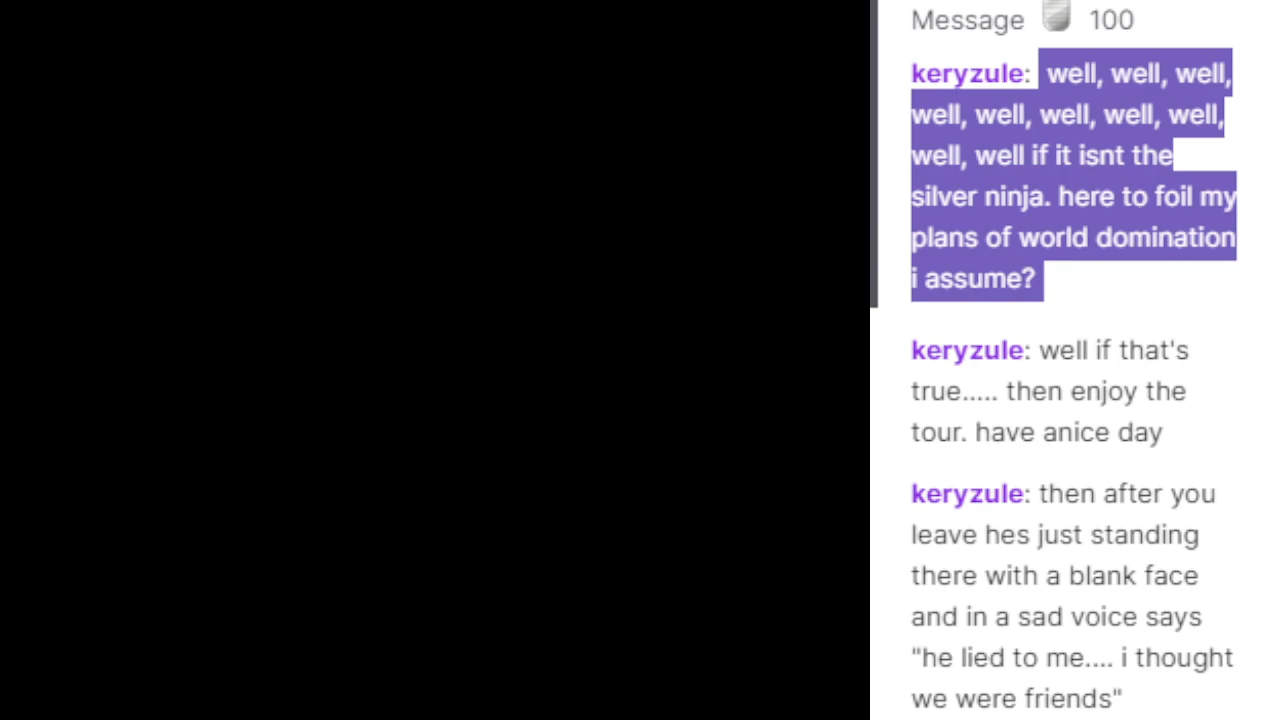 Message 100
keryzule: well, well, well,
well, well, well, well, well,
well, well if it isnt the
silver ninja. here to foil my
plans of world domination
i assume?
keryzule: well if that's
true..... then enjoy the
tour. have anice day
keryzule: then after you
leave hes just standing
there with a blank face
and in a sad voice says
"he lied to me.... i thought
we were friends"